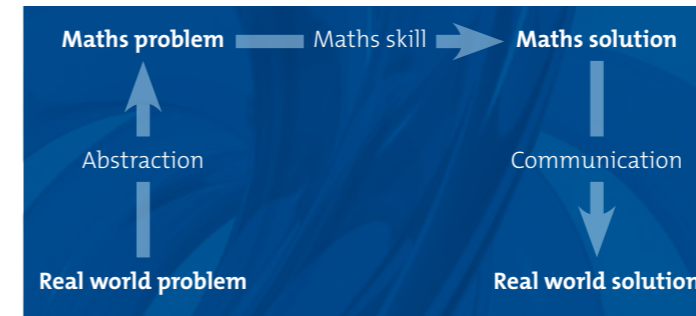 Maths problem Maths skill Maths solution
Abstraction Communication
Real world problem Real world solution